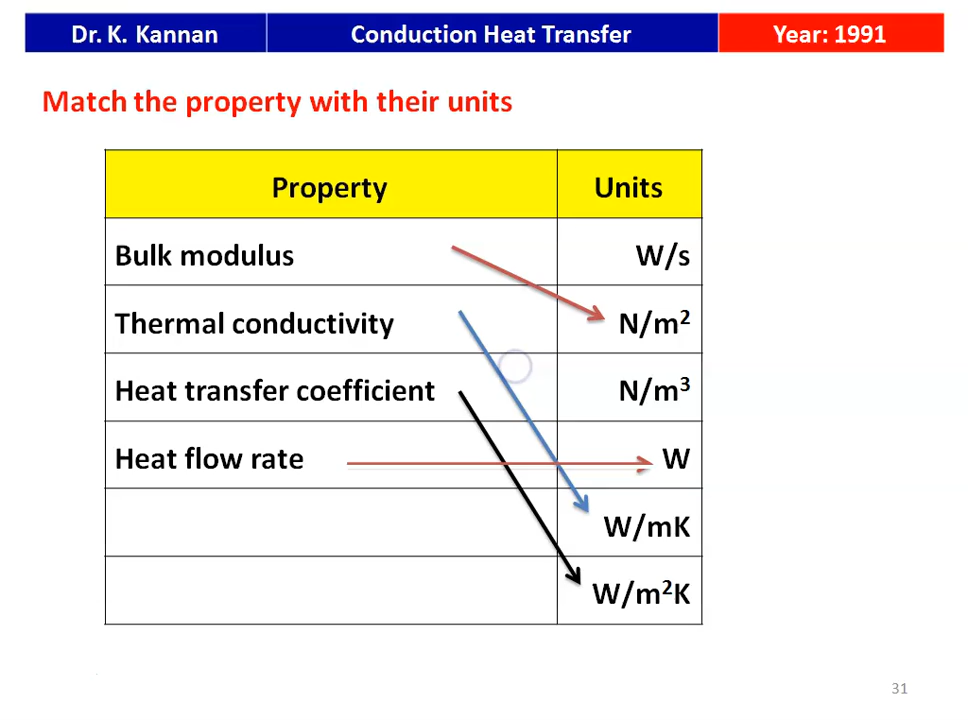 Dr. K. Kannan Conduction Heat Transfer Year: 1991
Match the property with their units
Property Units
Bulk modulus W/s
Thermal conductivity N/m²
Heat transfer coefficient N/m³
Heat flow rate W
W/mK
W/m²K
31